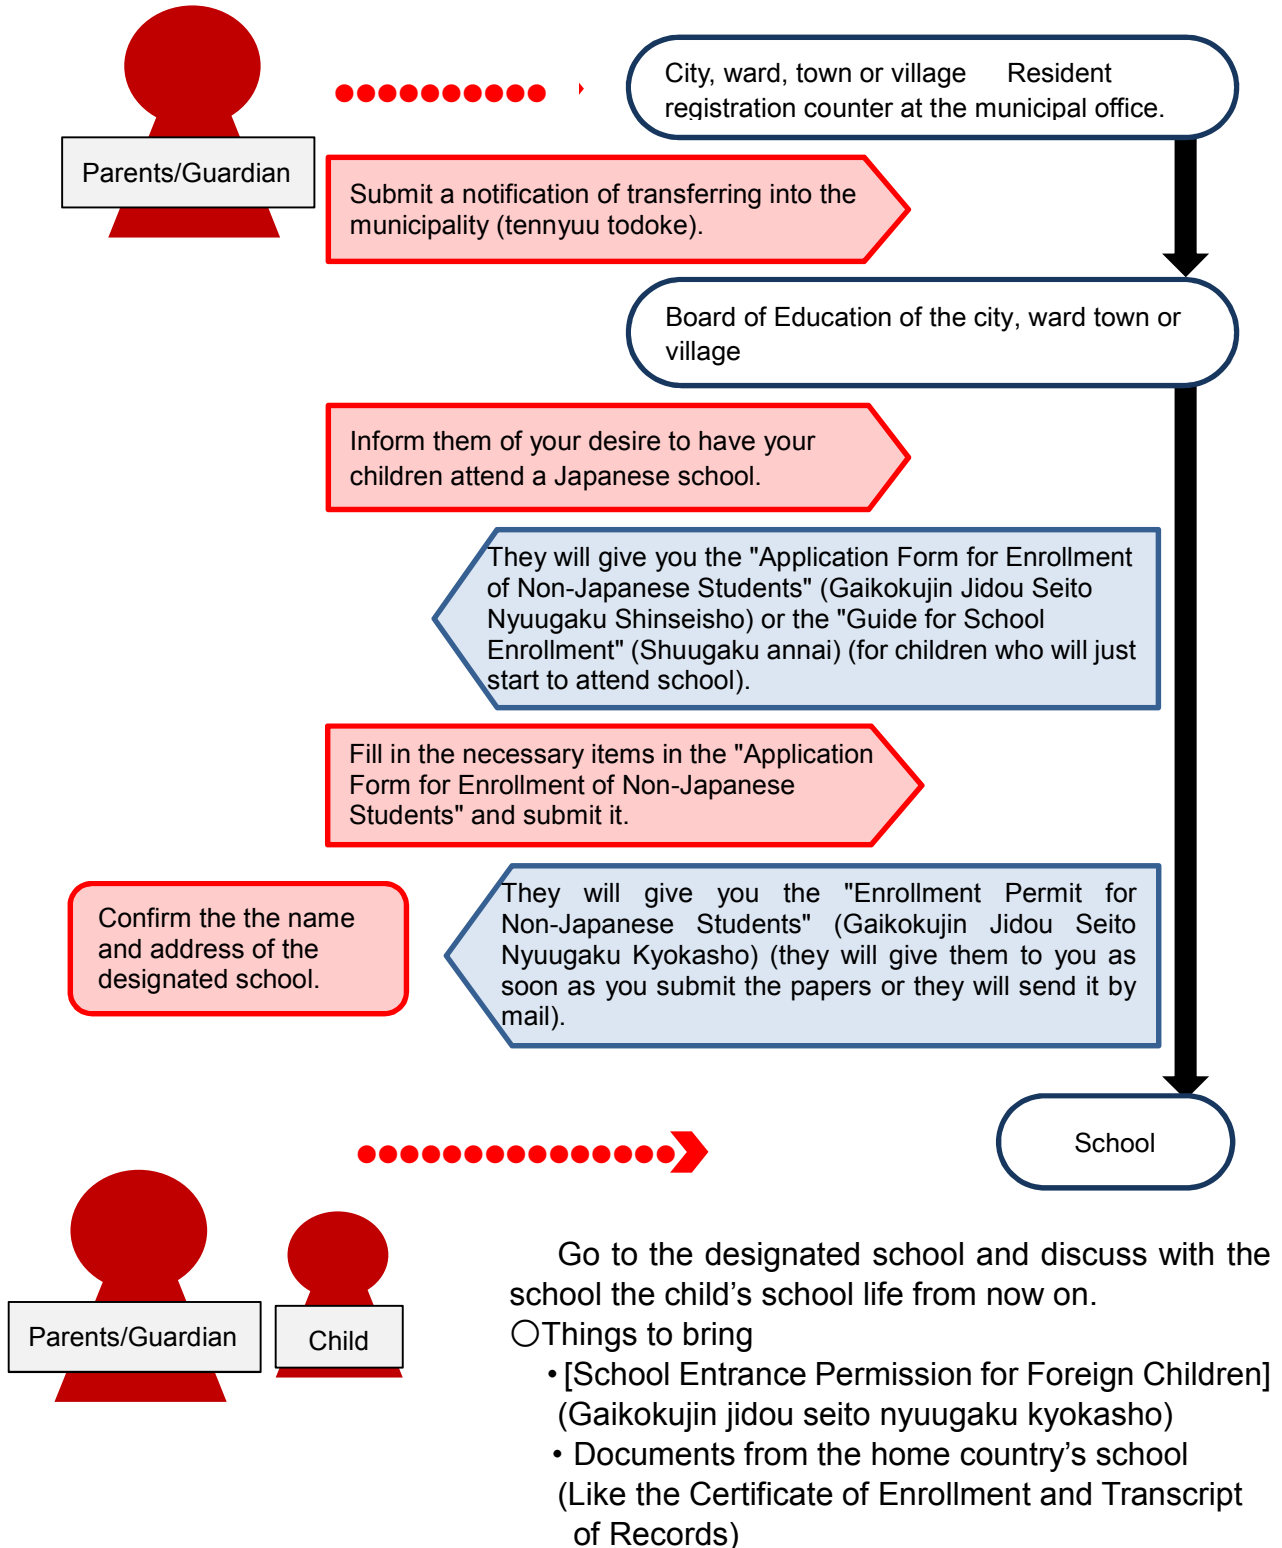 City, ward, town or village Resident
registration counter at the municipal office.
Parents/Guardian
Submit a notification of transferring into the
municipality (tennyuu todoke).
Board of Education of the city, ward town or
village
Inform them of your desire to have your
children attend a Japanese school.
They will give you the "Application Form for Enrollment
of Non-Japanese Students" (Gaikokujin Jidou Seito
Nyuugaku Shinseisho) or the "Guide for School
Enrollment" (Shuugaku annai) (for children who will just
start to attend school).
Fill in the necessary items in the "Application
Form for Enrollment of Non-Japanese
Students" and submit it.
They will give you the "Enrollment Permit for
Non-Japanese Students" (Gaikokujin Jidou Seito
Nyuugaku Kyokasho) (they will give them to you as
soon as you submit the papers or they will send it by
mail).
Confirm the the name
and address of the
designated school.
School
Parents/Guardian
Child
Go to the designated school and discuss with the
school the child’s school life from now on.
○Things to bring
・[School Entrance Permission for Foreign Children]
(Gaikokujin jidou seito nyuugaku kyokasho)
・Documents from the home country’s school
(Like the Certificate of Enrollment and Transcript
of Records)